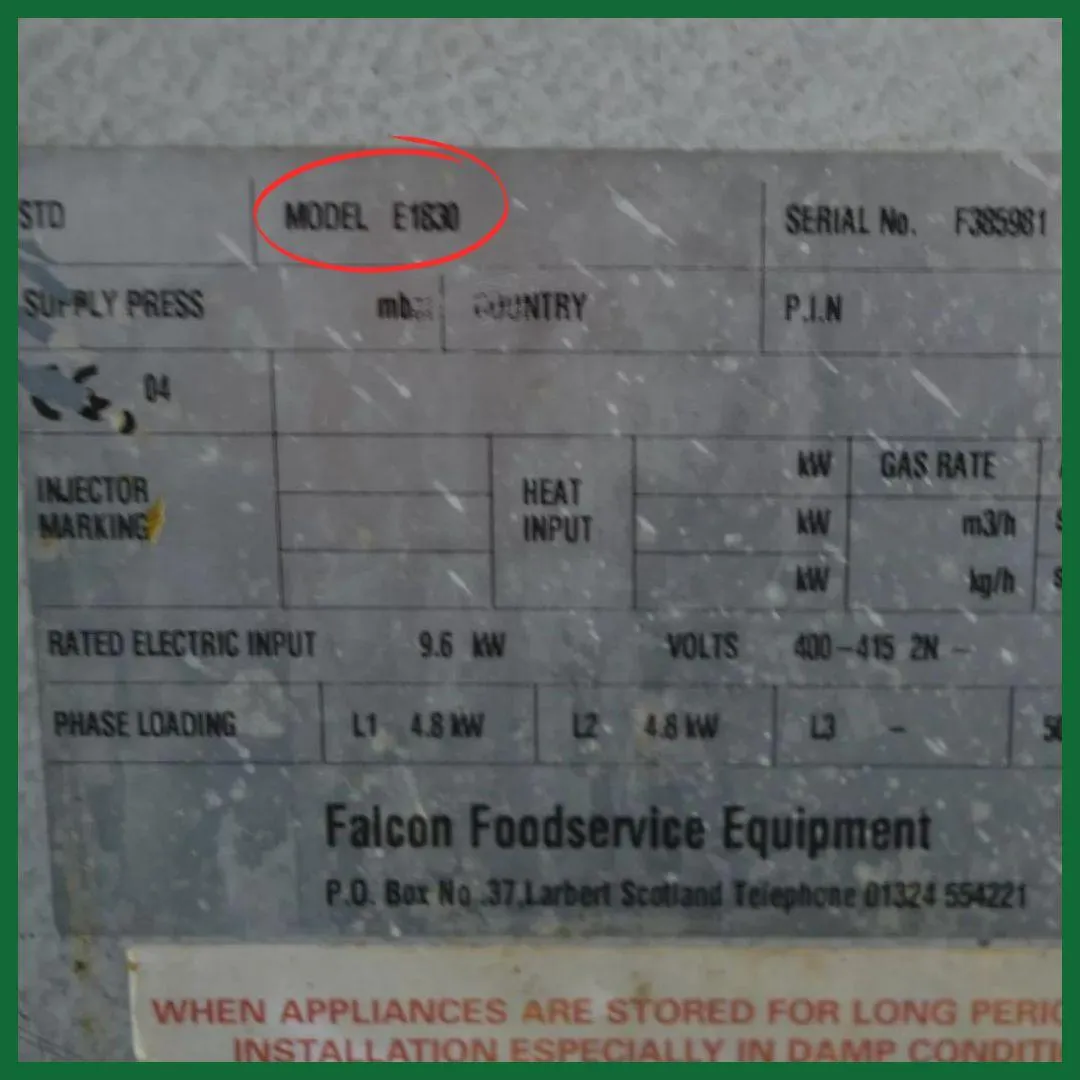 STD MODEL E1830 SERIAL No. F385981
SUPPLY PRESS mbar COUNTRY P.I.N
04
INJECTOR MARKING HEAT INPUT
kW GAS RATE
kW m3/h
kW kg/h
RATED ELECTRIC INPUT 9.6 kW VOLTS 400-415 2N -
PHASE LOADING L1 4.8 kW L2 4.8 kW L3 -
Falcon Foodservice Equipment
P.O. Box No .37,Larbert Scotland Telephone 01324 554221
WHEN APPLIANCES ARE STORED FOR LONG PERIO
INSTALLATION ESPECIALLY IN DAMP CONDITI